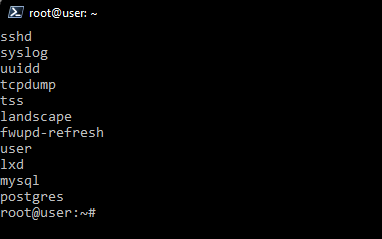 root@user: ~
sshd
syslog
uuidd
tcpdump
tss
landscape
fwupd-refresh
user
lxd
mysql
postgres
root@user:~#